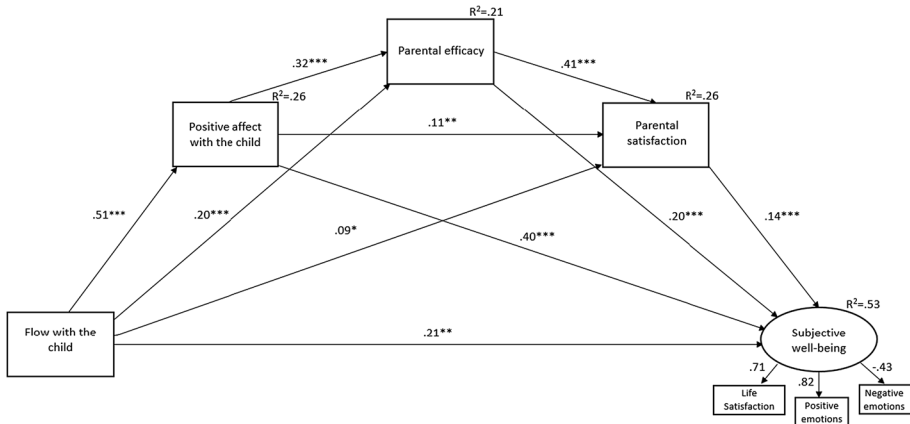 R²=.21
Parental efficacy
.32***
.41***
R²=.26
R²=.26
Positive affect
with the child
.11**
Parental
satisfaction
.51***
.20***
.09*
.40***
.20***
.14***
R²=.53
Flow with the
child
.21**
Subjective
well-being
.71
.82
-.43
Life
Satisfaction
Positive
emotions
Negative
emotions